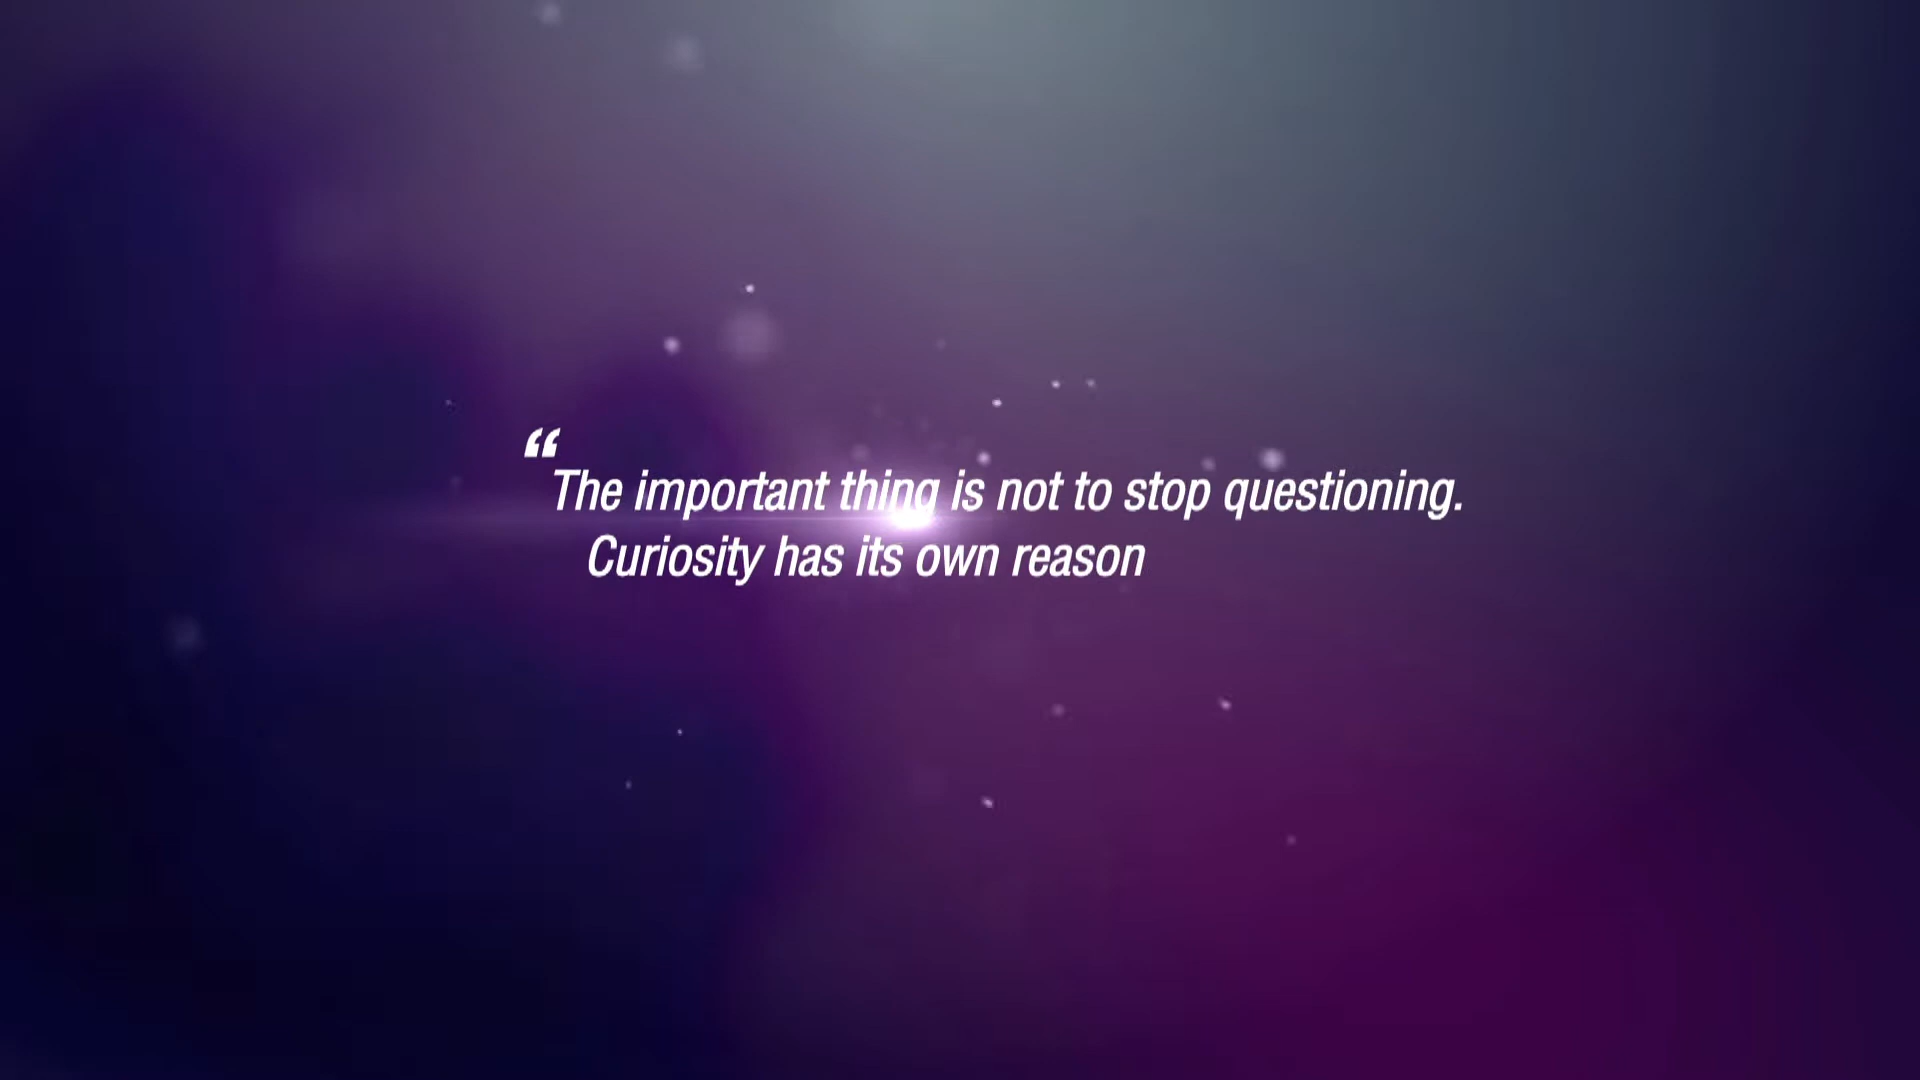 “The important thing is not to stop questioning.
Curiosity has its own reason